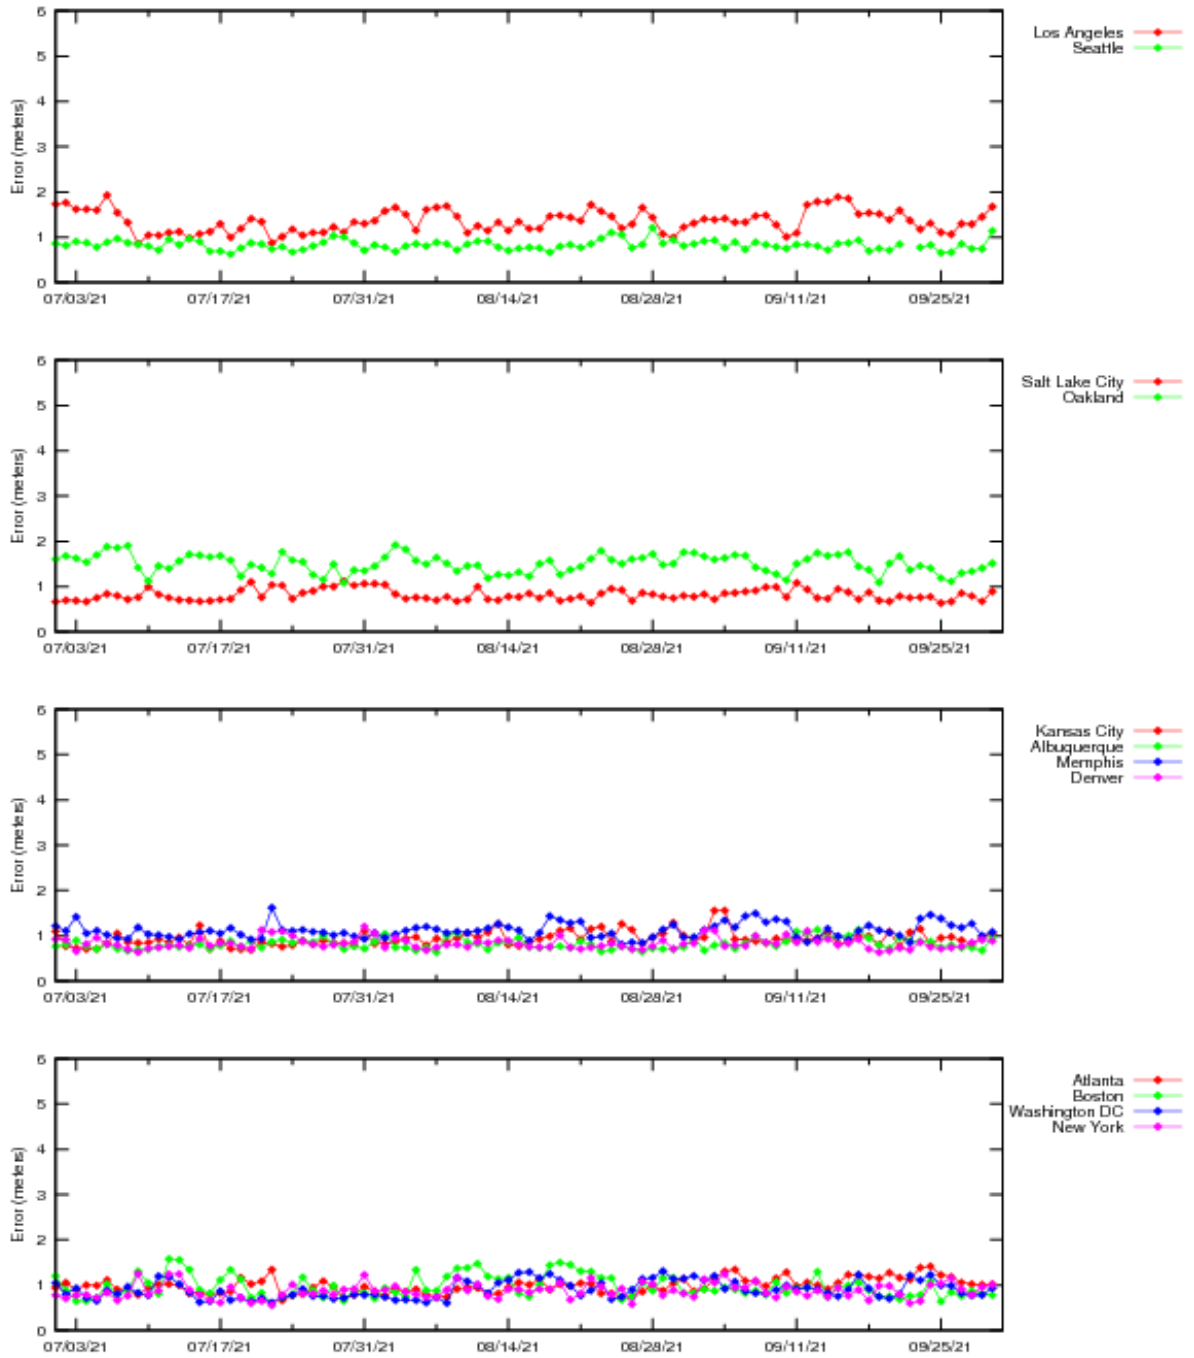 6
5
4
3
2
1
0
Error (meters)
07/03/21 07/17/21 07/31/21 08/14/21 08/28/21 09/11/21 09/25/21
Los Angeles
Seattle
6
5
4
3
2
1
0
Error (meters)
07/03/21 07/17/21 07/31/21 08/14/21 08/28/21 09/11/21 09/25/21
Salt Lake City
Oakland
6
5
4
3
2
1
0
Error (meters)
07/03/21 07/17/21 07/31/21 08/14/21 08/28/21 09/11/21 09/25/21
Kansas City
Albuquerque
Memphis
Denver
6
5
4
3
2
1
0
Error (meters)
07/03/21 07/17/21 07/31/21 08/14/21 08/28/21 09/11/21 09/25/21
Atlanta
Boston
Washington DC
New York